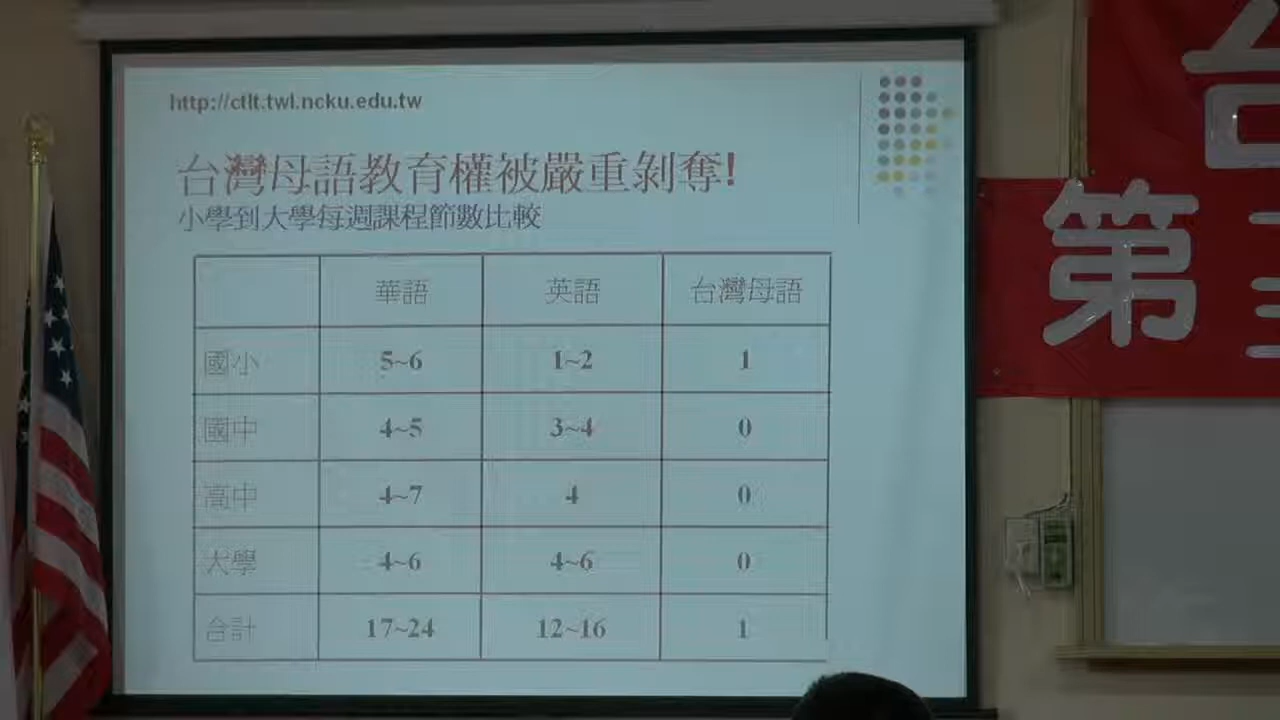 http://ctlt.twl.ncku.edu.tw
台灣母語教育權被嚴重剝奪!
小學到大學每週課程節數比較
華語 英語 台灣母語
國小 5~6 1~2 1
國中 4~5 3~4 0
高中 4~7 4 0
大學 4~6 4~6 0
合計 17~24 12~16 1
台
第